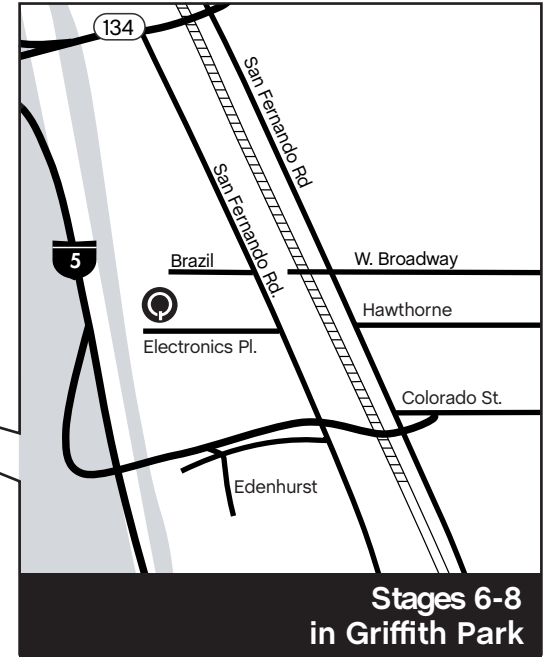 134
San Fernando Rd
San Fernando Rd.
5
Brazil
W. Broadway
Hawthorne
Electronics Pl.
Colorado St.
Edenhurst
Stages 6-8
in Griffith Park